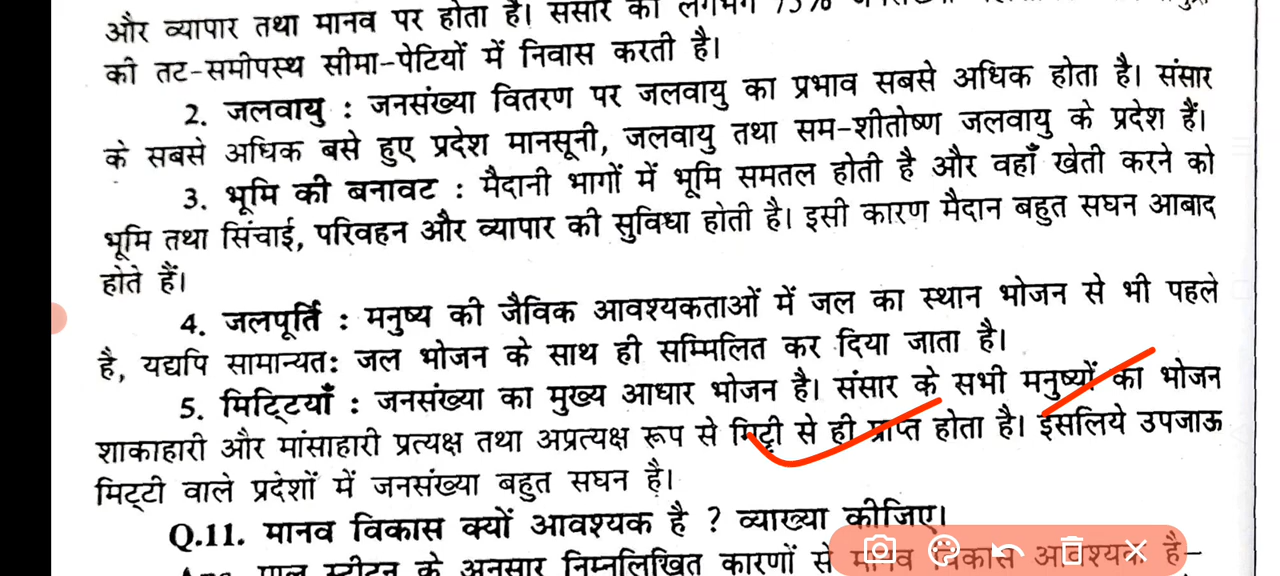 और व्यापार तथा मानव पर होता है। संसार की लगभग 75%
की तट-समीपस्थ सीमा-पेटियों में निवास करती है।
2. जलवायु : जनसंख्या वितरण पर जलवायु का प्रभाव सबसे अधिक होता है। संसार
के सबसे अधिक बसे हुए प्रदेश मानसूनी, जलवायु तथा सम-शीतोष्ण जलवायु के प्रदेश हैं।
3. भूमि की बनावट : मैदानी भागों में भूमि समतल होती है और वहाँ खेती करने को
भूमि तथा सिंचाई, परिवहन और व्यापार की सुविधा होती है। इसी कारण मैदान बहुत सघन आबाद
होते हैं।
4. जलपूर्ति : मनुष्य की जैविक आवश्यकताओं में जल का स्थान भोजन से भी पहले
है, यद्यपि सामान्यतः जल भोजन के साथ ही सम्मिलित कर दिया जाता है।
5. मिट्टियाँ : जनसंख्या का मुख्य आधार भोजन है। संसार के सभी मनुष्यों का भोजन
शाकाहारी और मांसाहारी प्रत्यक्ष तथा अप्रत्यक्ष रूप से मिट्टी से ही प्राप्त होता है। इसलिये उपजाऊ
मिट्टी वाले प्रदेशों में जनसंख्या बहुत सघन है।
Q.11. मानव विकास क्यों आवश्यक है ? व्याख्या कीजिए।
के अनुसार निम्नलिखित कारणों से मानव विकास आवश्यक है–